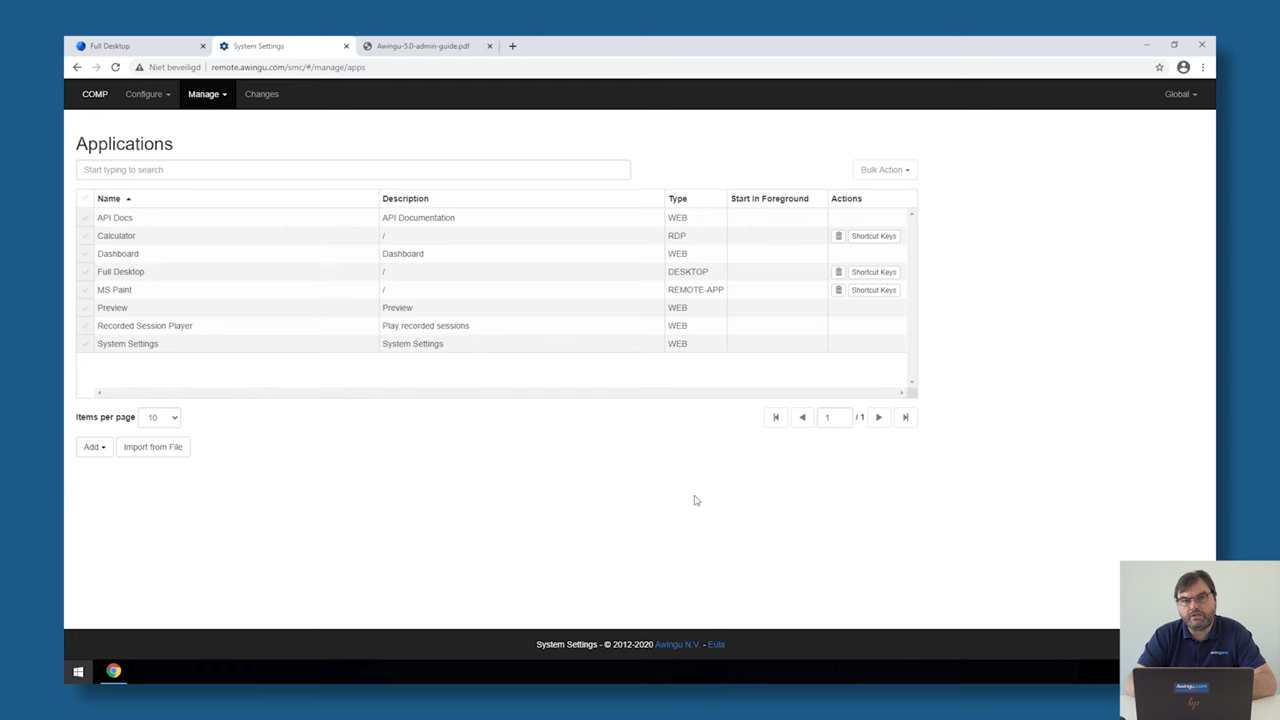 Full Desktop
System Settings
Awingu-5.0-admin-guide.pdf
Niet beveiligd
remote.awingu.com/smc/#/manage/apps
COMP
Configure
Manage
Changes
Global
Applications
Start typing to search
Bulk Action
Name Description Type Start In Foreground Actions
API Docs API Documentation WEB
Calculator / RDP Shortcut Keys
Dashboard Dashboard WEB
Full Desktop / DESKTOP Shortcut Keys
MS Paint / REMOTE-APP Shortcut Keys
Preview Preview WEB
Recorded Session Player Play recorded sessions WEB
System Settings System Settings WEB
Items per page 10 1 / 1
Add Import from File
System Settings - © 2012-2020 Awingu N.V. - Eula
Awingu.com
hp